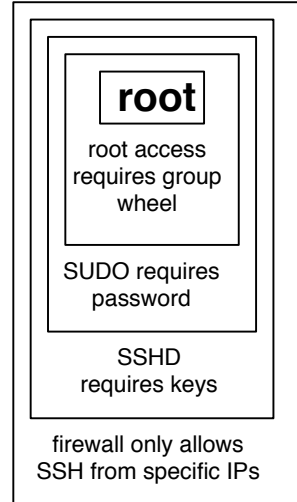 root
root access
requires group
wheel
SUDO requires
password
SSHD
requires keys
firewall only allows
SSH from specific IPs